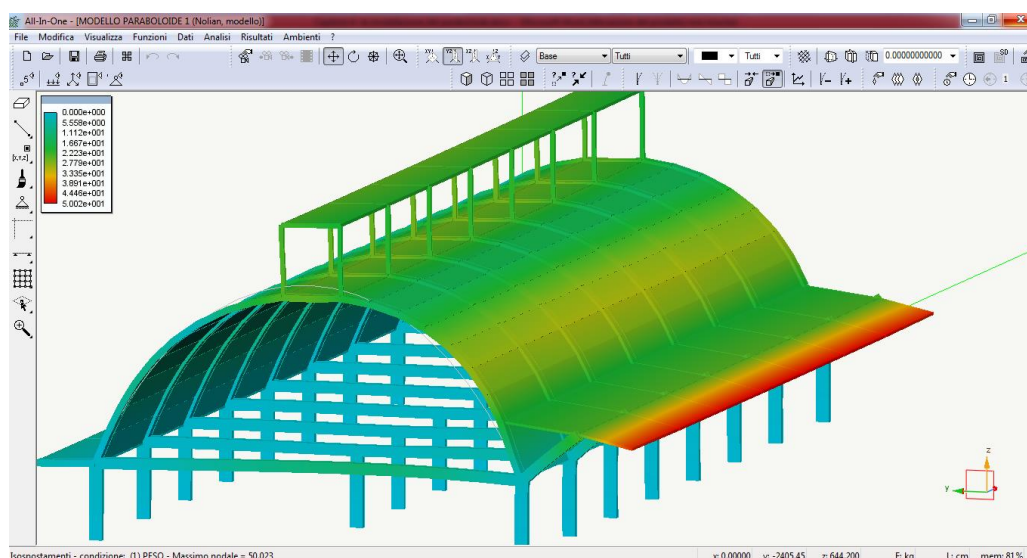 All-In-One - [MODELLO PARABOLOIDE 1 (Nolian, modello)]
File Modifica Visualizza Funzioni Dati Analisi Risultati Ambienti ?
Base Tutti Tutti 0.00000000000
0.000e+000
5.558e+000
1.112e+001
1.667e+001
2.223e+001
2.779e+001
3.335e+001
3.891e+001
4.446e+001
5.002e+001
z
y
Isospostamenti - condizione: (1) PESO - Massimo nodale = 50.023 x: 0.00000 y: -2405.45 z: 644.200 F: kg L: cm mem: 81%